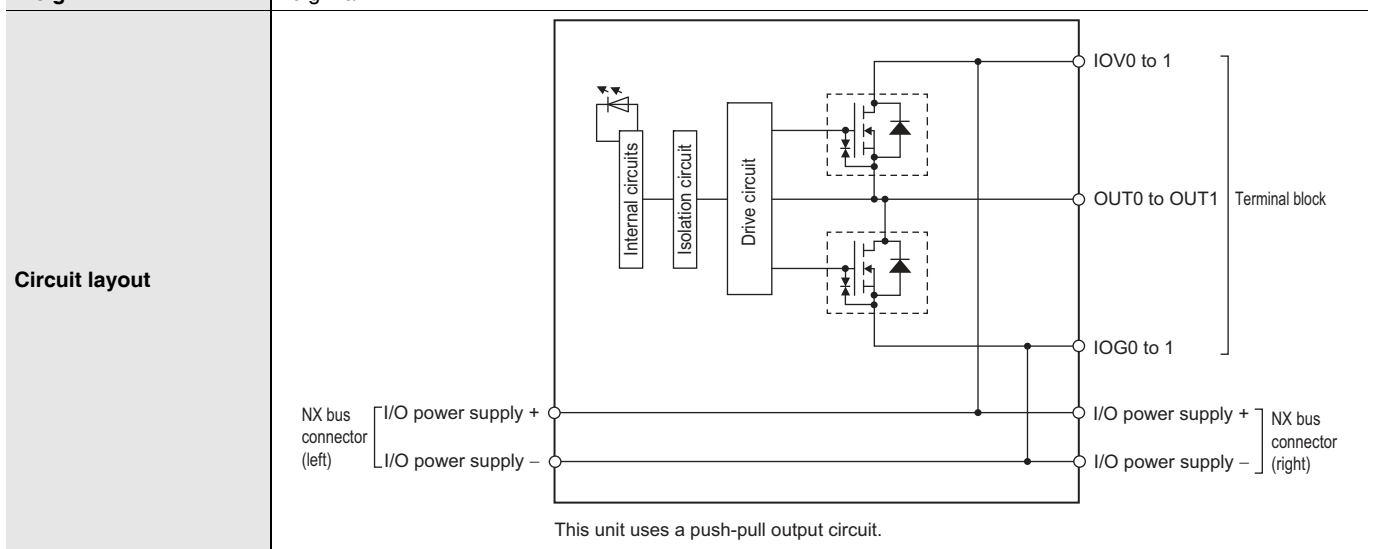 Circuit layout
Internal circuits
Isolation circuit
Drive circuit
IOV0 to 1
OUT0 to OUT1
Terminal block
IOG0 to 1
NX bus
connector
(left)
I/O power supply +
I/O power supply –
I/O power supply +
I/O power supply –
NX bus
connector
(right)
This unit uses a push-pull output circuit.